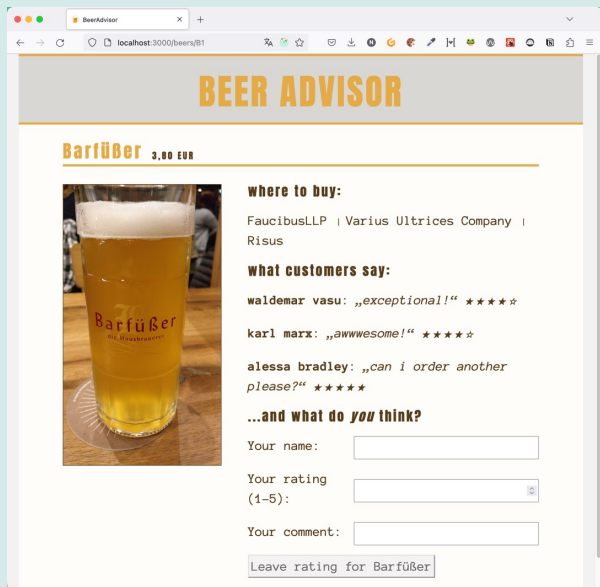 BeerAdvisor
localhost:3000/beers/B1
BEER ADVISOR
Barfüßer 3,80 EUR
where to buy:
FaucibusLLP | Varius Ultrices Company |
Risus
what customers say:
waldemar vasu: „exceptional!“ ★★★★☆
karl marx: „awwwesome!“ ★★★★☆
alessa bradley: „can i order another
please?“ ★★★★★
...and what do you think?
Your name:
Your rating
(1-5):
Your comment:
Leave rating for Barfüßer
Barfüßer
die Hausbrauerei